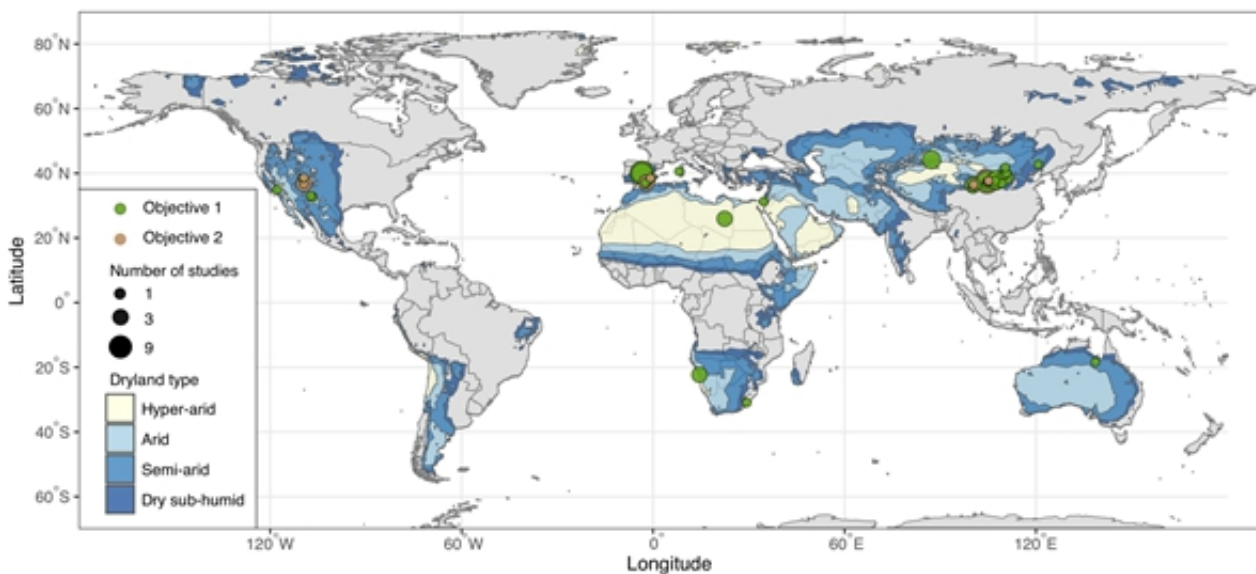 80°N
60°N
40°N
20°N
0°
20°S
40°S
60°S
Latitude
Objective 1
Objective 2
Number of studies
1
3
9
Dryland type
Hyper-arid
Arid
Semi-arid
Dry sub-humid
120°W
60°W
0°
60°E
120°E
Longitude